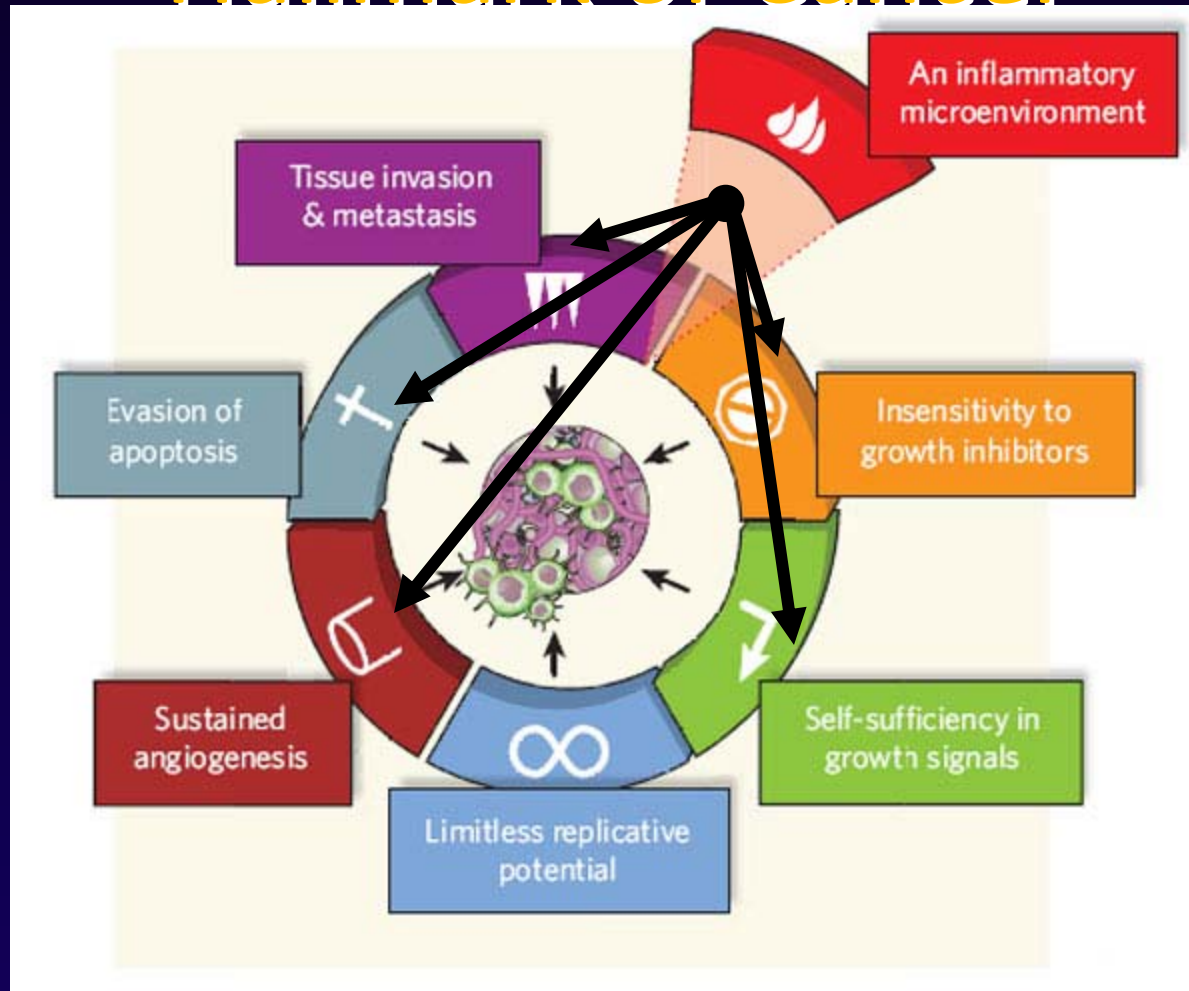 An inflammatory
microenvironment
Tissue invasion
& metastasis
Evasion of
apoptosis
Insensitivity to
growth inhibitors
Sustained
angiogenesis
Self-sufficiency in
growth signals
Limitless replicative
potential